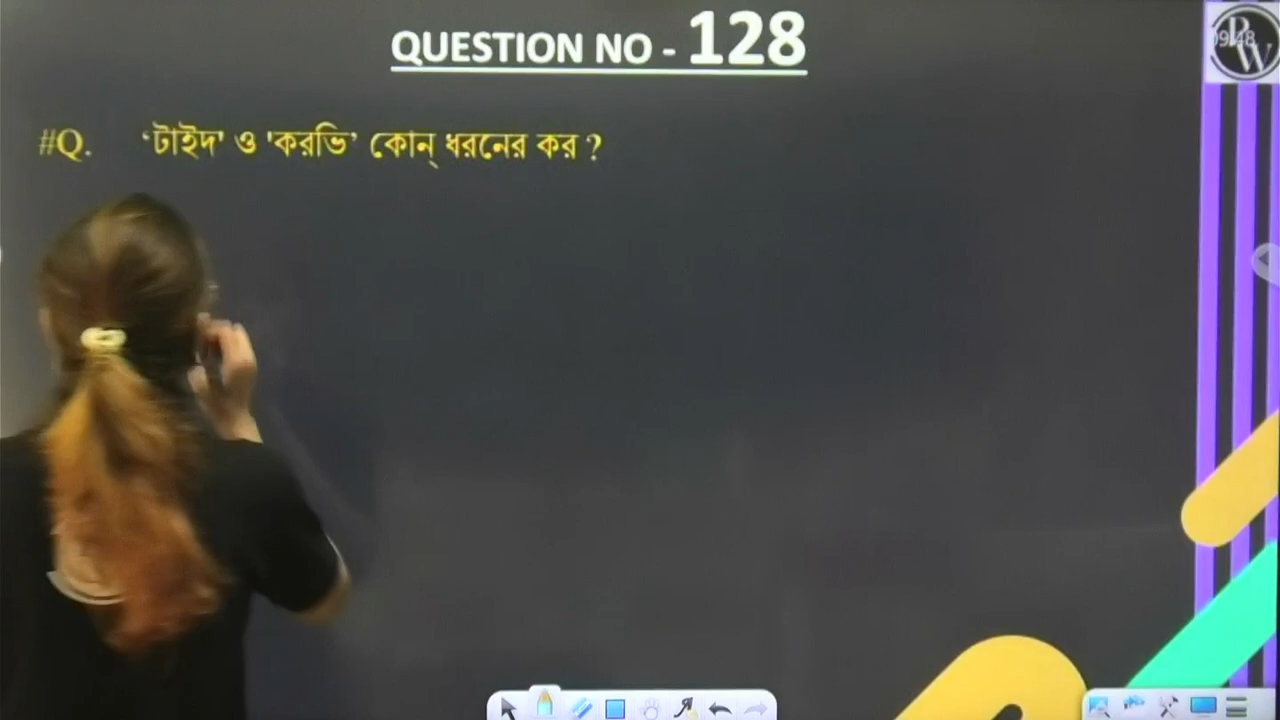 QUESTION NO - 128
#Q. ‘টাইদ' ও 'করভি’ কোন্ ধরনের কর ?